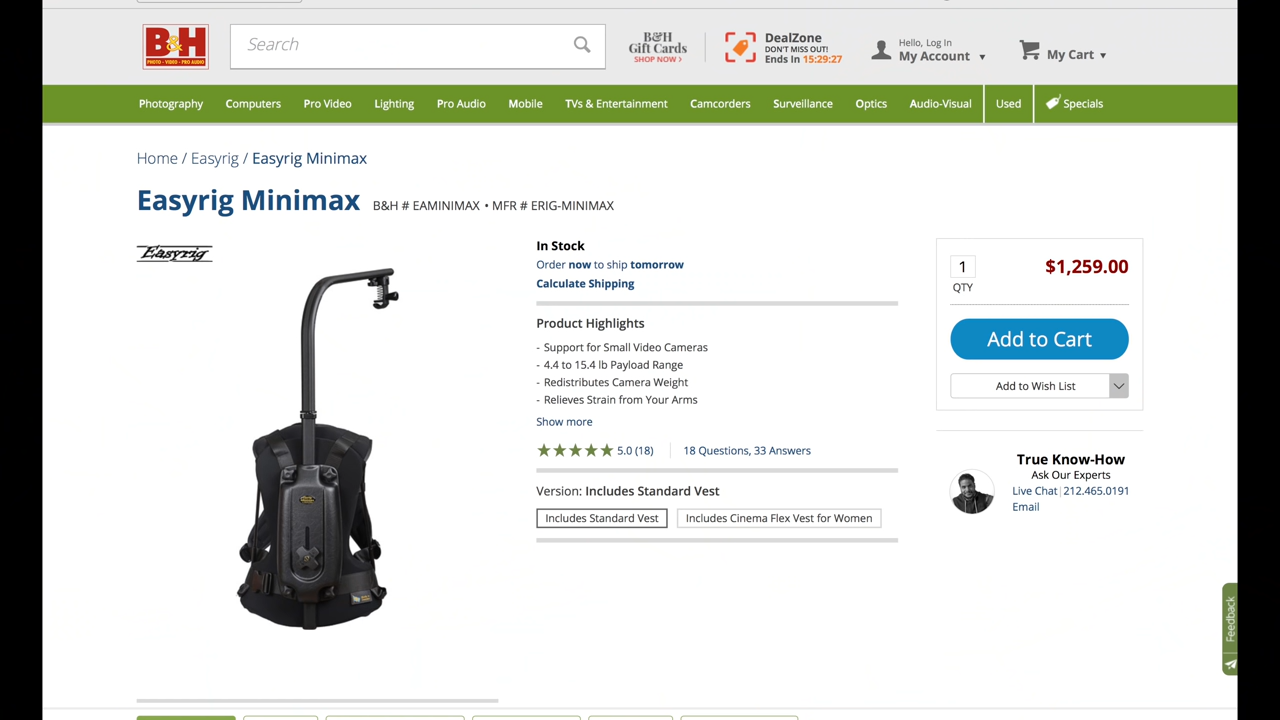 B&H
PHOTO · VIDEO · PRO AUDIO
Search
B&H
Gift Cards
SHOP NOW ›
DealZone
DON'T MISS OUT!
Ends In 15:29:27
Hello, Log In
My Account
My Cart
Photography Computers Pro Video Lighting Pro Audio Mobile TVs & Entertainment Camcorders Surveillance Optics Audio-Visual Used Specials
Home / Easyrig / Easyrig Minimax
Easyrig Minimax B&H # EAMINIMAX • MFR # ERIG-MINIMAX
Easyrig
In Stock
Order now to ship tomorrow
Calculate Shipping
Product Highlights
- Support for Small Video Cameras
- 4.4 to 15.4 lb Payload Range
- Redistributes Camera Weight
- Relieves Strain from Your Arms
Show more
5.0 (18) 18 Questions, 33 Answers
Version: Includes Standard Vest
Includes Standard Vest Includes Cinema Flex Vest for Women
1 $1,259.00
QTY
Add to Cart
Add to Wish List
True Know-How
Ask Our Experts
Live Chat | 212.465.0191
Email
Feedback